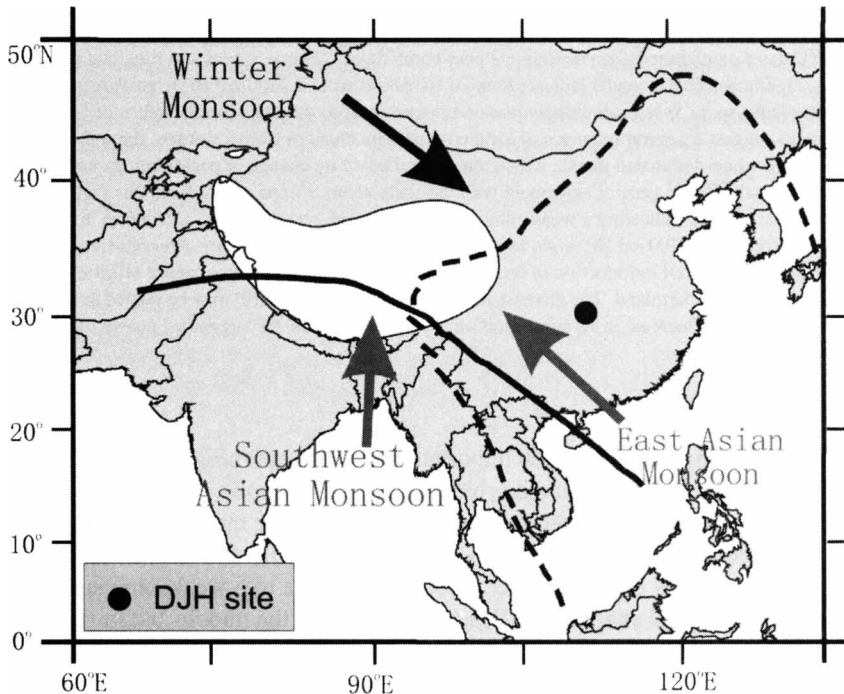 50°N
Winter
Monsoon
40°
30°
20°
East Asian
Monsoon
Southwest
Asian Monsoon
10°
DJH site
0°
60°E
90°E
120°E